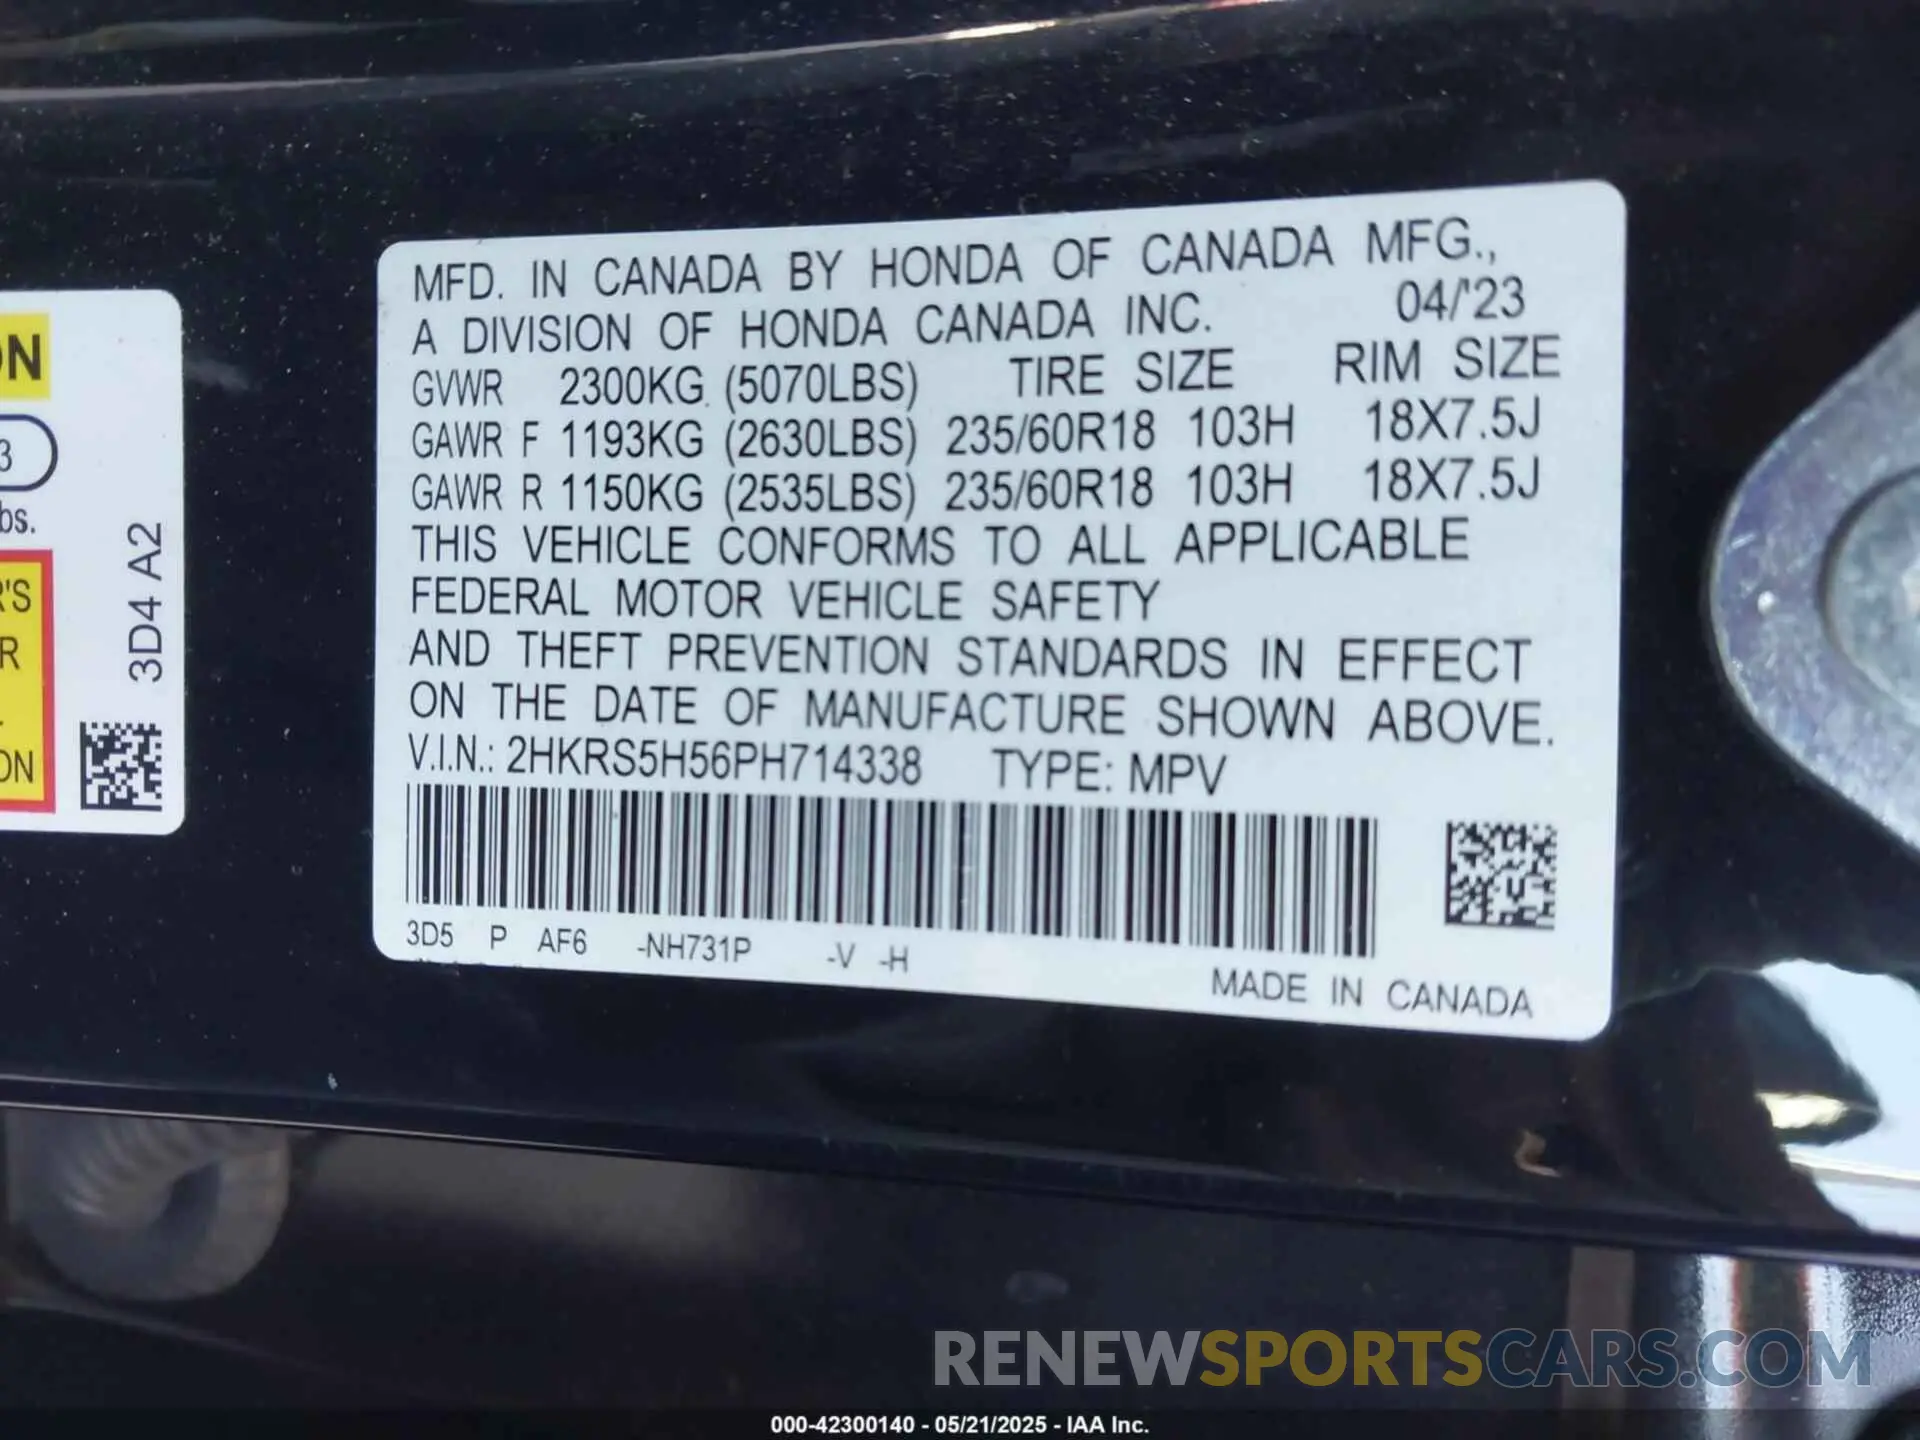 MFD. IN CANADA BY HONDA OF CANADA MFG.,
A DIVISION OF HONDA CANADA INC. 04/'23
GVWR 2300KG (5070LBS) TIRE SIZE RIM SIZE
GAWR F 1193KG (2630LBS) 235/60R18 103H 18X7.5J
GAWR R 1150KG (2535LBS) 235/60R18 103H 18X7.5J
THIS VEHICLE CONFORMS TO ALL APPLICABLE
FEDERAL MOTOR VEHICLE SAFETY
AND THEFT PREVENTION STANDARDS IN EFFECT
ON THE DATE OF MANUFACTURE SHOWN ABOVE.
V.I.N.: 2HKRS5H56PH714338 TYPE: MPV
3D5 P AF6 -NH731P -V -H
MADE IN CANADA
ON
3
bs.
R'S
R
ON
3D4 A2
RENEWSPORTSCARS.COM
000-42300140 - 05/21/2025 - IAA Inc.